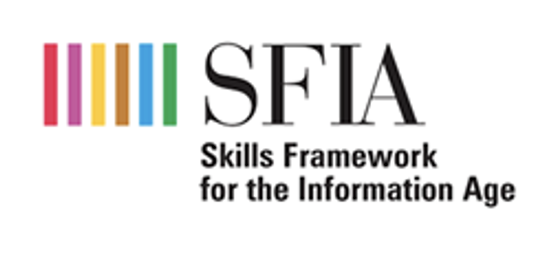 SFIA
Skills Framework
for the Information Age